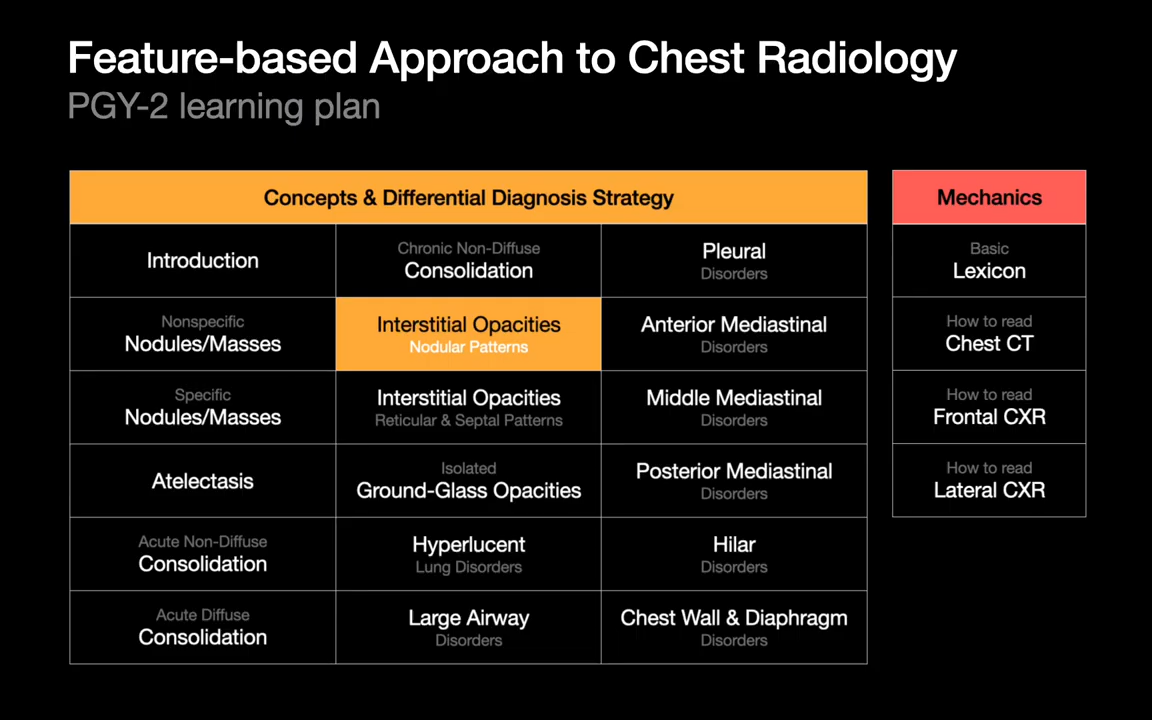 Feature-based Approach to Chest Radiology
PGY-2 learning plan
Concepts & Differential Diagnosis Strategy
Introduction
Nonspecific
Nodules/Masses
Specific
Nodules/Masses
Atelectasis
Acute Non-Diffuse
Consolidation
Acute Diffuse
Consolidation
Chronic Non-Diffuse
Consolidation
Interstitial Opacities
Nodular Patterns
Interstitial Opacities
Reticular & Septal Patterns
Isolated
Ground-Glass Opacities
Hyperlucent
Lung Disorders
Large Airway
Disorders
Pleural
Disorders
Anterior Mediastinal
Disorders
Middle Mediastinal
Disorders
Posterior Mediastinal
Disorders
Hilar
Disorders
Chest Wall & Diaphragm
Disorders
Mechanics
Basic
Lexicon
How to read
Chest CT
How to read
Frontal CXR
How to read
Lateral CXR